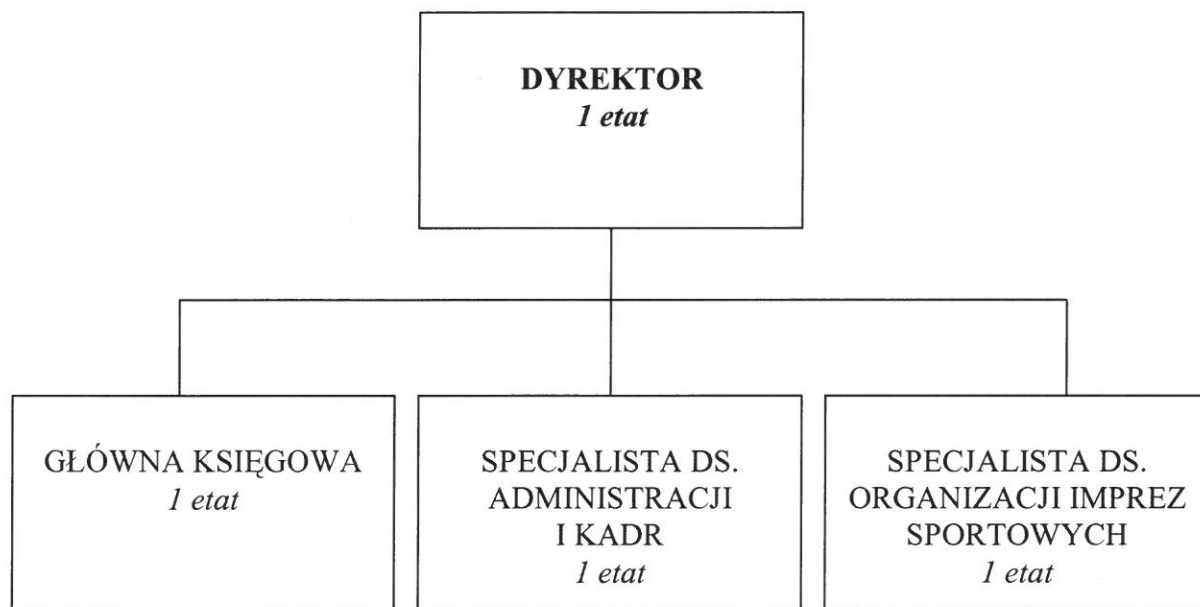 DYREKTOR
1 etat
GŁÓWNA KSIĘGOWA
1 etat
SPECJALISTA DS.
ADMINISTRACJI
I KADR
1 etat
SPECJALISTA DS.
ORGANIZACJI IMPREZ
SPORTOWYCH
1 etat